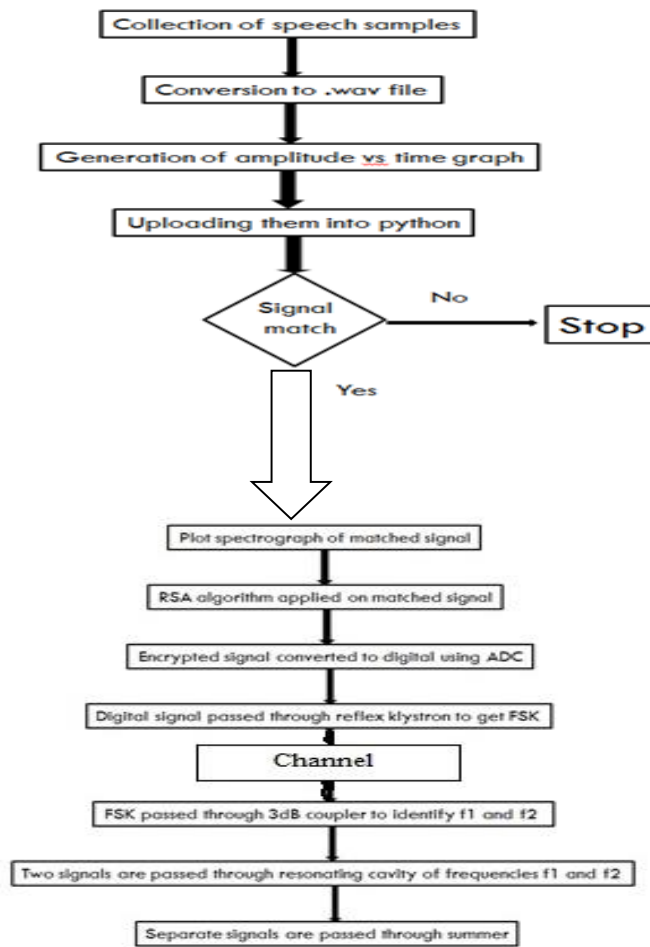 Collection of speech samples
Conversion to .wav file
Generation of amplitude vs time graph
Uploading them into python
Signal
match
No
Stop
Yes
Plot spectrograph of matched signal
RSA algorithm applied on matched signal
Encrypted signal converted to digital using ADC
Digital signal passed through reflex klystron to get FSK
Channel
FSK passed through 3dB coupler to identify f1 and f2
Two signals are passed through resonating cavity of frequencies f1 and f2
Separate signals are passed through summer